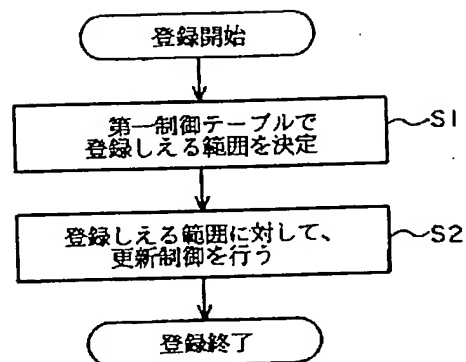 登録開始
第一制御テーブルで
登録しえる範囲を決定
S1
登録しえる範囲に対して、
更新制御を行う
S2
登録終了